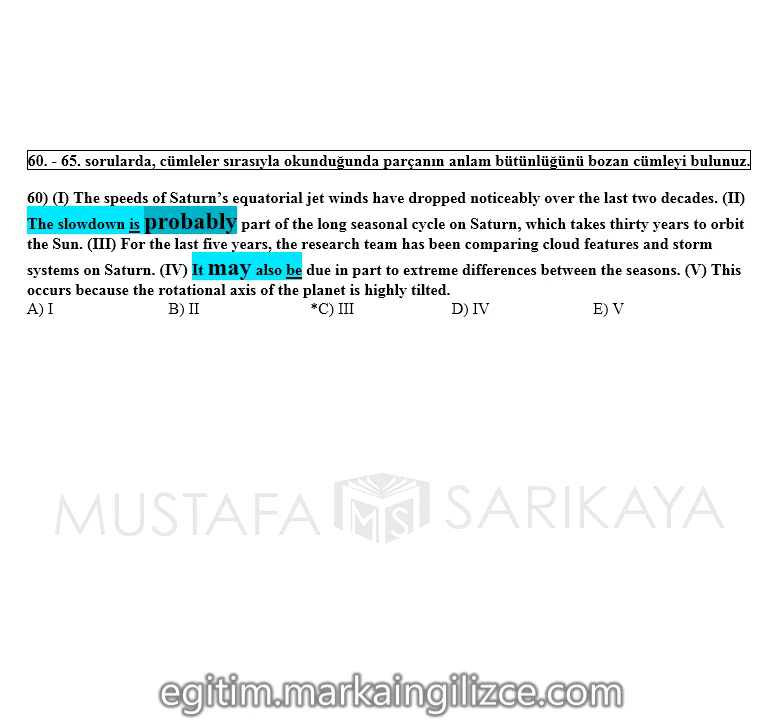 60. - 65. sorularda, cümleler sırasıyla okunduğunda parçanın anlam bütünlüğünü bozan cümleyi bulunuz.
60) (I) The speeds of Saturn's equatorial jet winds have dropped noticeably over the last two decades. (II)
The slowdown is probably part of the long seasonal cycle on Saturn, which takes thirty years to orbit
the Sun. (III) For the last five years, the research team has been comparing cloud features and storm
systems on Saturn. (IV) It may also be due in part to extreme differences between the seasons. (V) This
occurs because the rotational axis of the planet is highly tilted.
A) I B) II *C) III D) IV E) V
MUSTAFA MS SARIKAYA
egitim.markaingilizce.com